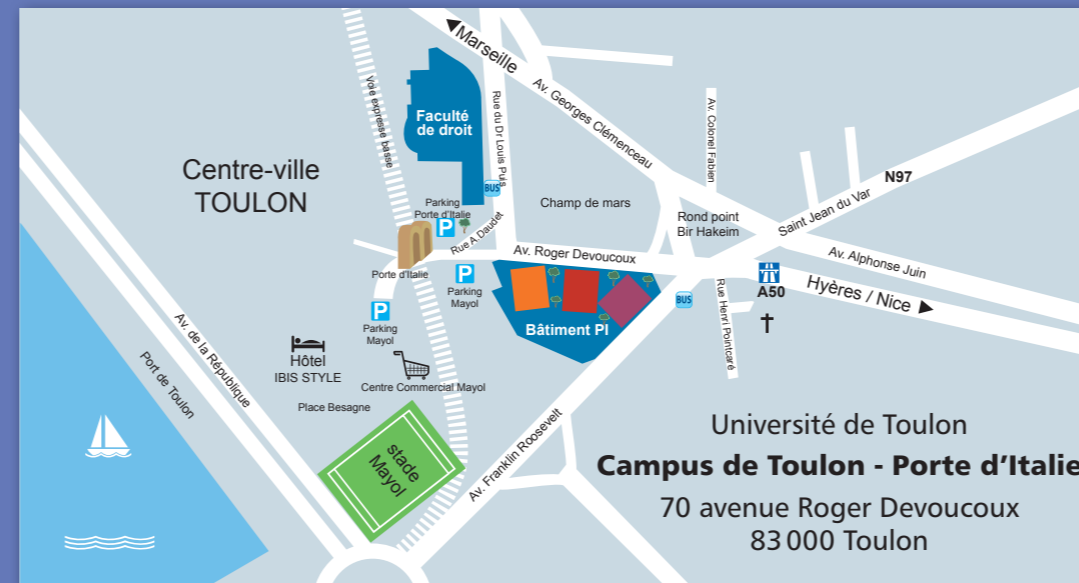 Marseille
Av. Georges Clémenceau
Voie expresse basse
Faculté
de droit
Rue du Dr Louis Puis
BUS
Av. Colonel Fabien
N97
Saint Jean du Var
Centre-ville
TOULON
Champ de mars
Rond point
Bir Hakeim
Parking
Porte d'Italie
P
Rue A.Daudet
Av. Roger Devoucoux
Av. Alphonse Juin
Porte d'Italie
P
Parking
Mayol
A50
Hyères / Nice
BUS
Rue Henri Pointcaré
P
Parking
Mayol
Bâtiment PI
Hôtel
IBIS STYLE
Centre Commercial Mayol
Place Besagne
Av. de la République
Port de Toulon
stade
Mayol
Av. Franklin Roosevelt
Université de Toulon
Campus de Toulon - Porte d'Italie
70 avenue Roger Devoucoux
83 000 Toulon